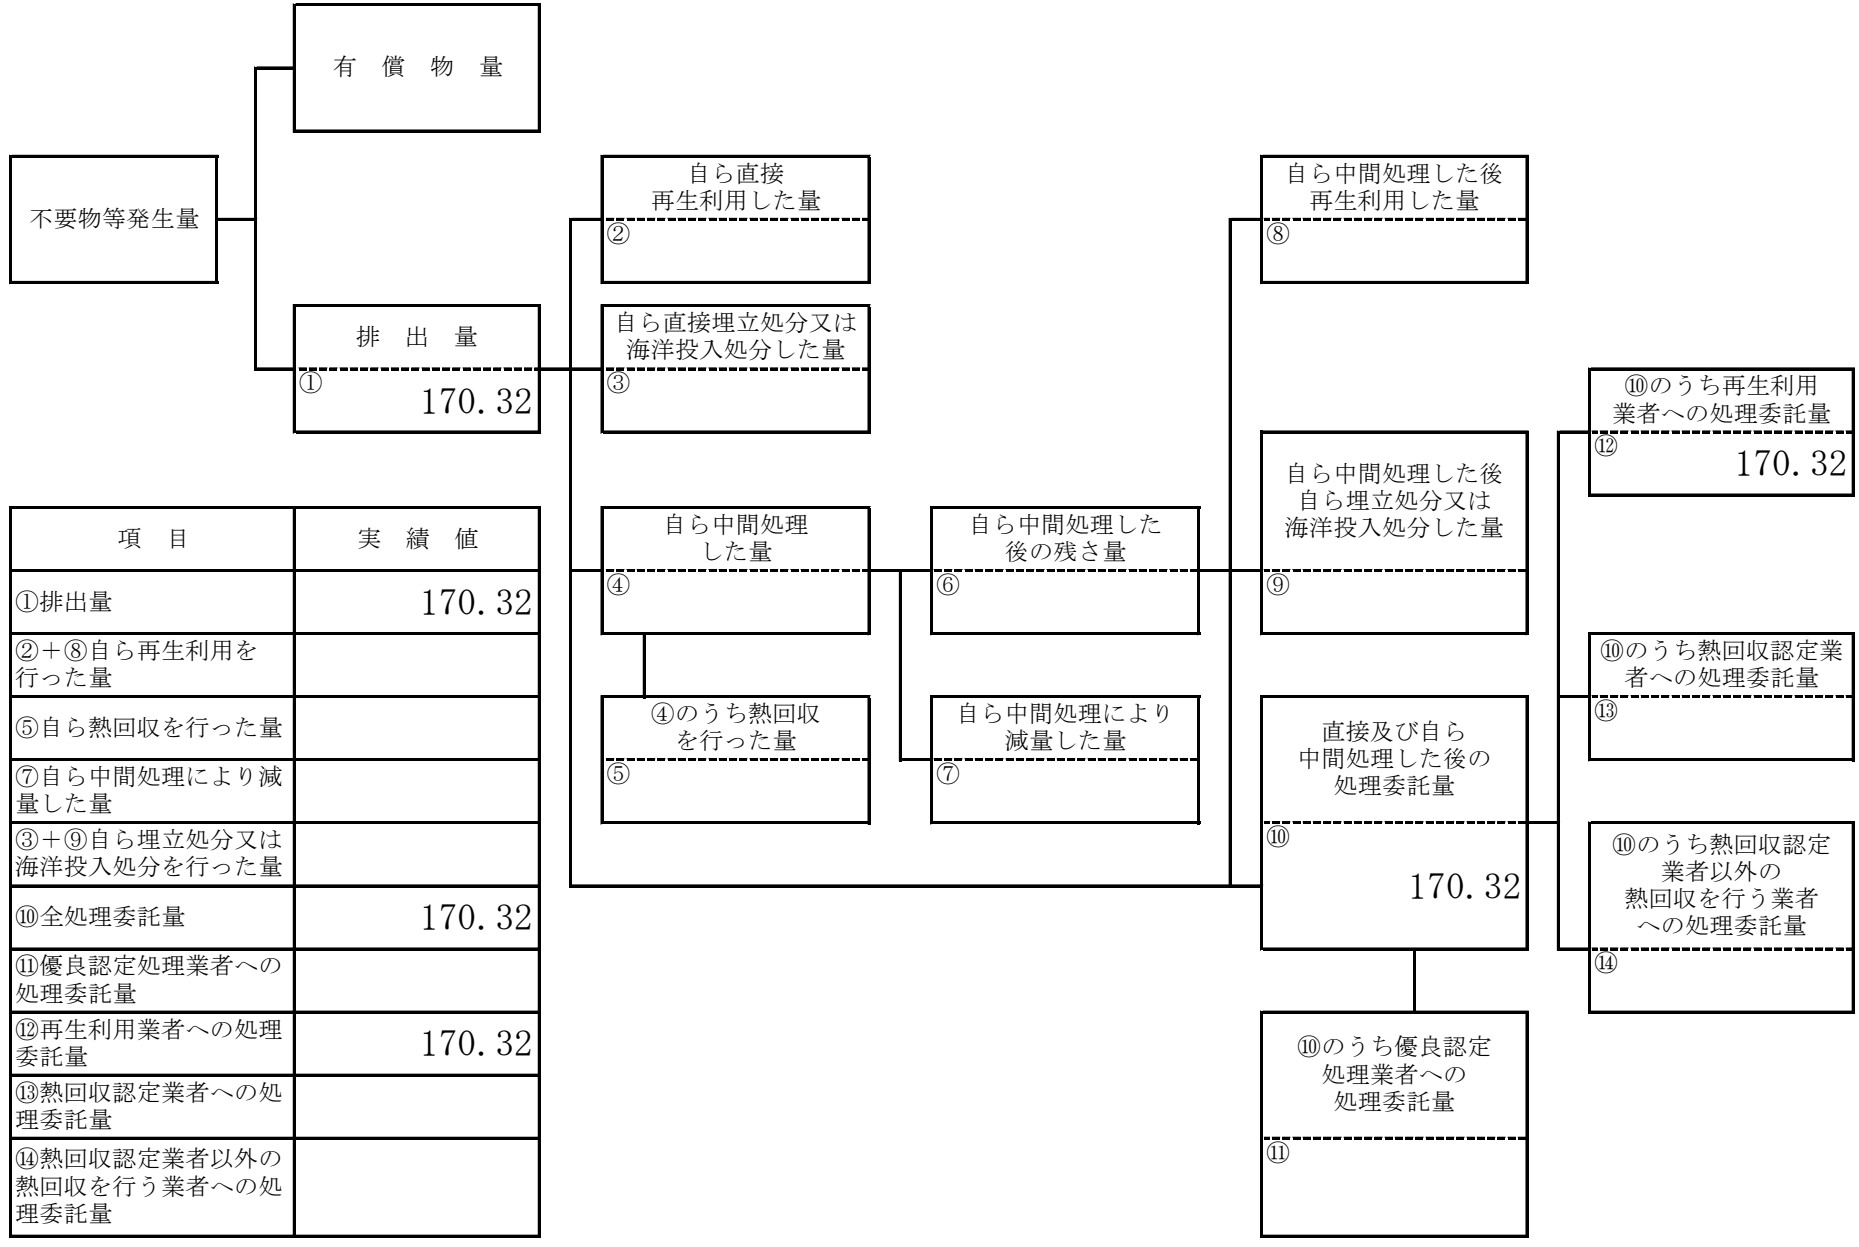 有　償　物　量
不要物等発生量
排　出　量
①
170.32
自ら直接
再生利用した量
②
自ら直接埋立処分又は
海洋投入処分した量
③
自ら中間処理
した量
④
④のうち熱回収
を行った量
⑤
自ら中間処理した
後の残さ量
⑥
自ら中間処理により
減量した量
⑦
自ら中間処理した後
再生利用した量
⑧
自ら中間処理した後
自ら埋立処分又は
海洋投入処分した量
⑨
直接及び自ら
中間処理した後の
処理委託量
⑩
170.32
⑩のうち優良認定
処理業者への
処理委託量
⑪
⑩のうち再生利用
業者への処理委託量
⑫
170.32
⑩のうち熱回収認定業
者への処理委託量
⑬
⑩のうち熱回収認定
業者以外の
熱回収を行う業者
への処理委託量
⑭
項　目　実　績　値
①排出量　170.32
②＋⑧自ら再生利用を
行った量
⑤自ら熱回収を行った量
⑦自ら中間処理により減
量した量
③＋⑨自ら埋立処分又は
海洋投入処分を行った量
⑩全処理委託量　170.32
⑪優良認定処理業者への
処理委託量
⑫再生利用業者への処理
委託量　170.32
⑬熱回収認定業者への処
理委託量
⑭熱回収認定業者以外の
熱回収を行う業者への処
理委託量